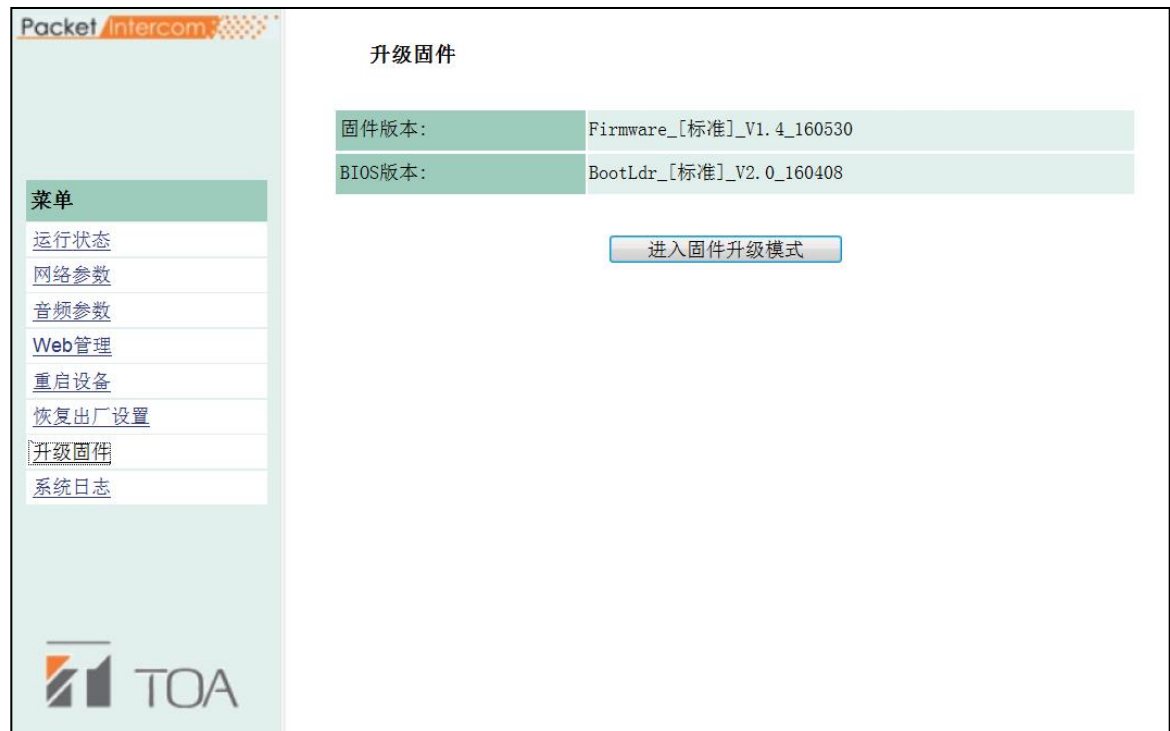 Packet Intercom
升级固件
固件版本: Firmware_[标准]_V1.4_160530
BIOS版本: BootLdr_[标准]_V2.0_160408
进入固件升级模式
菜单
运行状态
网络参数
音频参数
Web管理
重启设备
恢复出厂设置
升级固件
系统日志
TOA